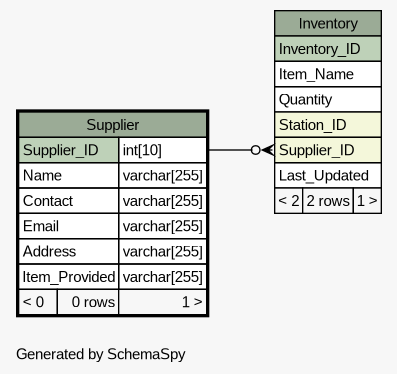 Inventory
Inventory_ID
Item_Name
Quantity
Station_ID
Supplier_ID
Last_Updated
< 2 2 rows 1 >
Supplier
Supplier_ID int[10]
Name varchar[255]
Contact varchar[255]
Email varchar[255]
Address varchar[255]
Item_Provided varchar[255]
< 0 0 rows 1 >
Generated by SchemaSpy